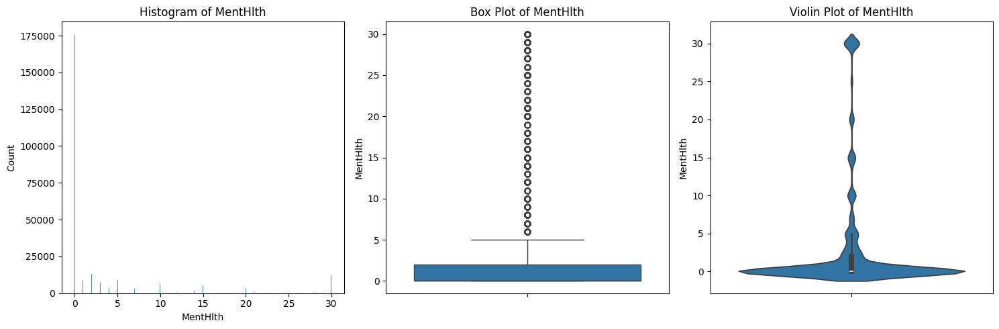 Histogram of MentHlth
175000
150000
125000
100000
75000
50000
25000
0
Count
0 5 10 15 20 25 30
MentHlth
Box Plot of MentHlth
30
25
20
15
10
5
0
MentHlth
Violin Plot of MentHlth
30
25
20
15
10
5
0
MentHlth